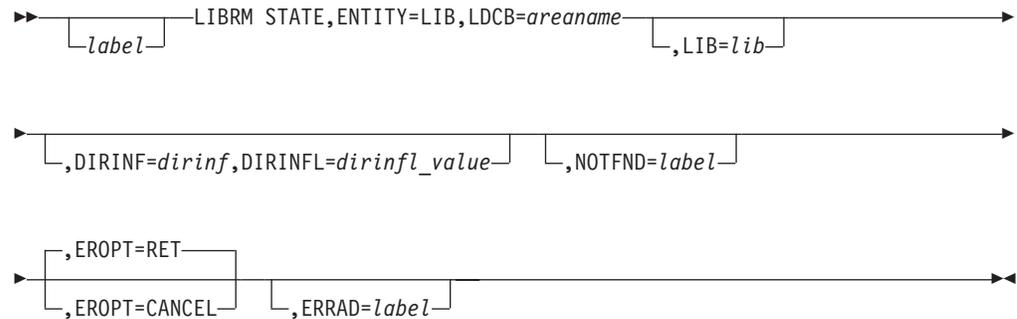 LIBRM STATE,ENTITY=LIB,LDCB=areaname
label
,LIB=lib
,DIRINF=dirinf,DIRINFL=dirinfl_value
,NOTFND=label
,EROPT=RET
,EROPT=CANCEL
,ERRAD=label